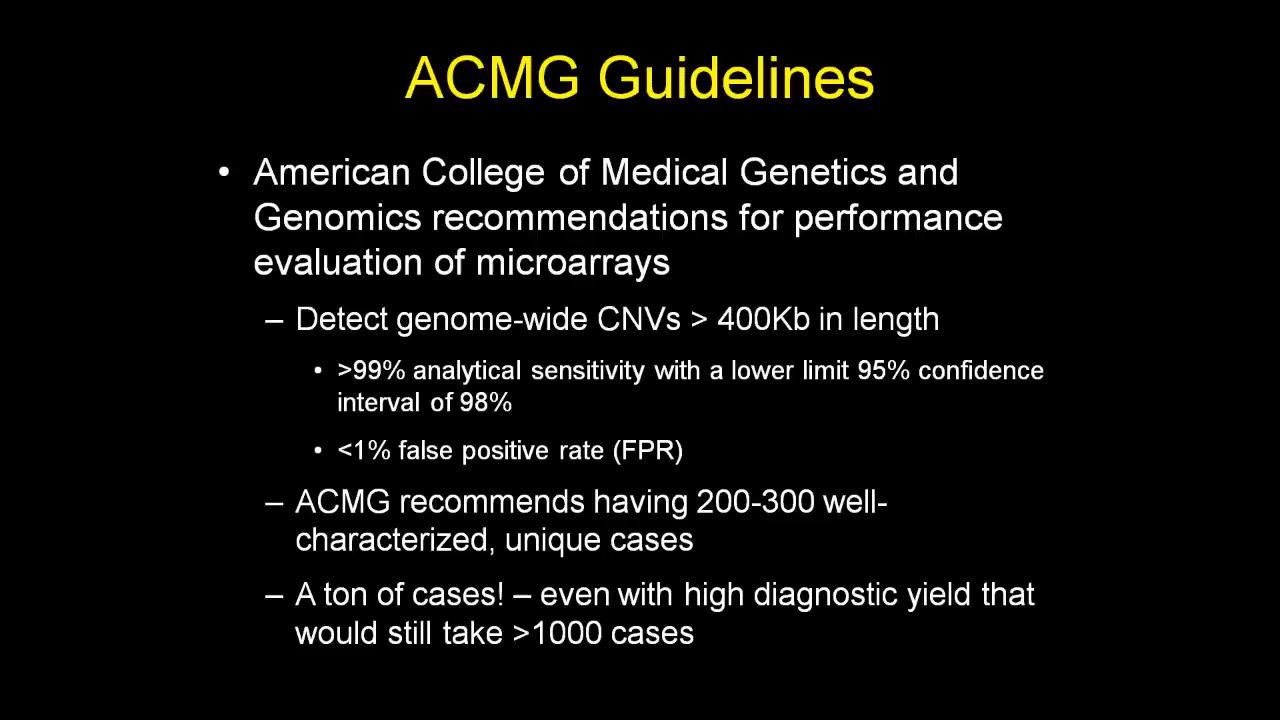 ACMG Guidelines
• American College of Medical Genetics and
Genomics recommendations for performance
evaluation of microarrays
– Detect genome-wide CNVs > 400Kb in length
• >99% analytical sensitivity with a lower limit 95% confidence
interval of 98%
• <1% false positive rate (FPR)
– ACMG recommends having 200-300 well-
characterized, unique cases
– A ton of cases! – even with high diagnostic yield that
would still take >1000 cases